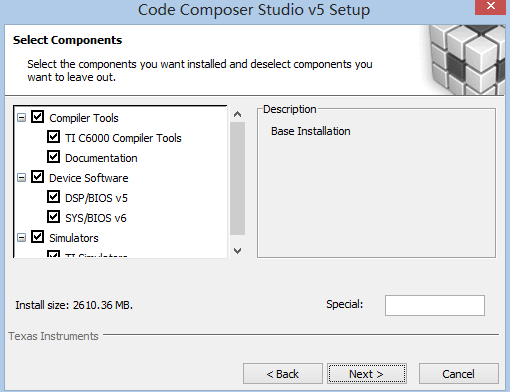 Code Composer Studio v5 Setup
Select Components
Select the components you want installed and deselect components you
want to leave out.
Compiler Tools
TI C6000 Compiler Tools
Documentation
Device Software
DSP/BIOS v5
SYS/BIOS v6
Simulators
TI Simulators
Description
Base Installation
Install size: 2610.36 MB.
Special:
Texas Instruments
< Back
Next >
Cancel